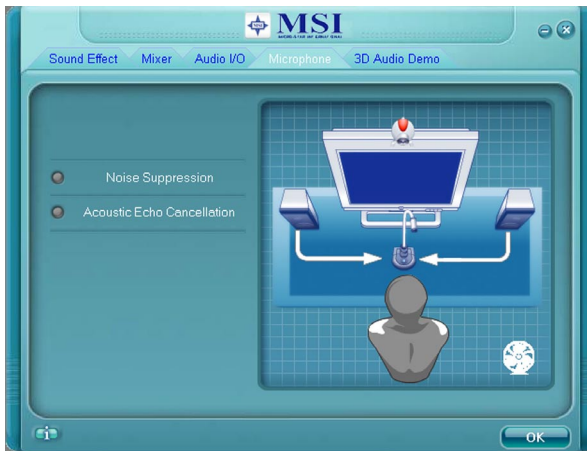 MSI
Sound Effect Mixer Audio I/O Microphone 3D Audio Demo
Noise Suppression
Acoustic Echo Cancellation
i
OK